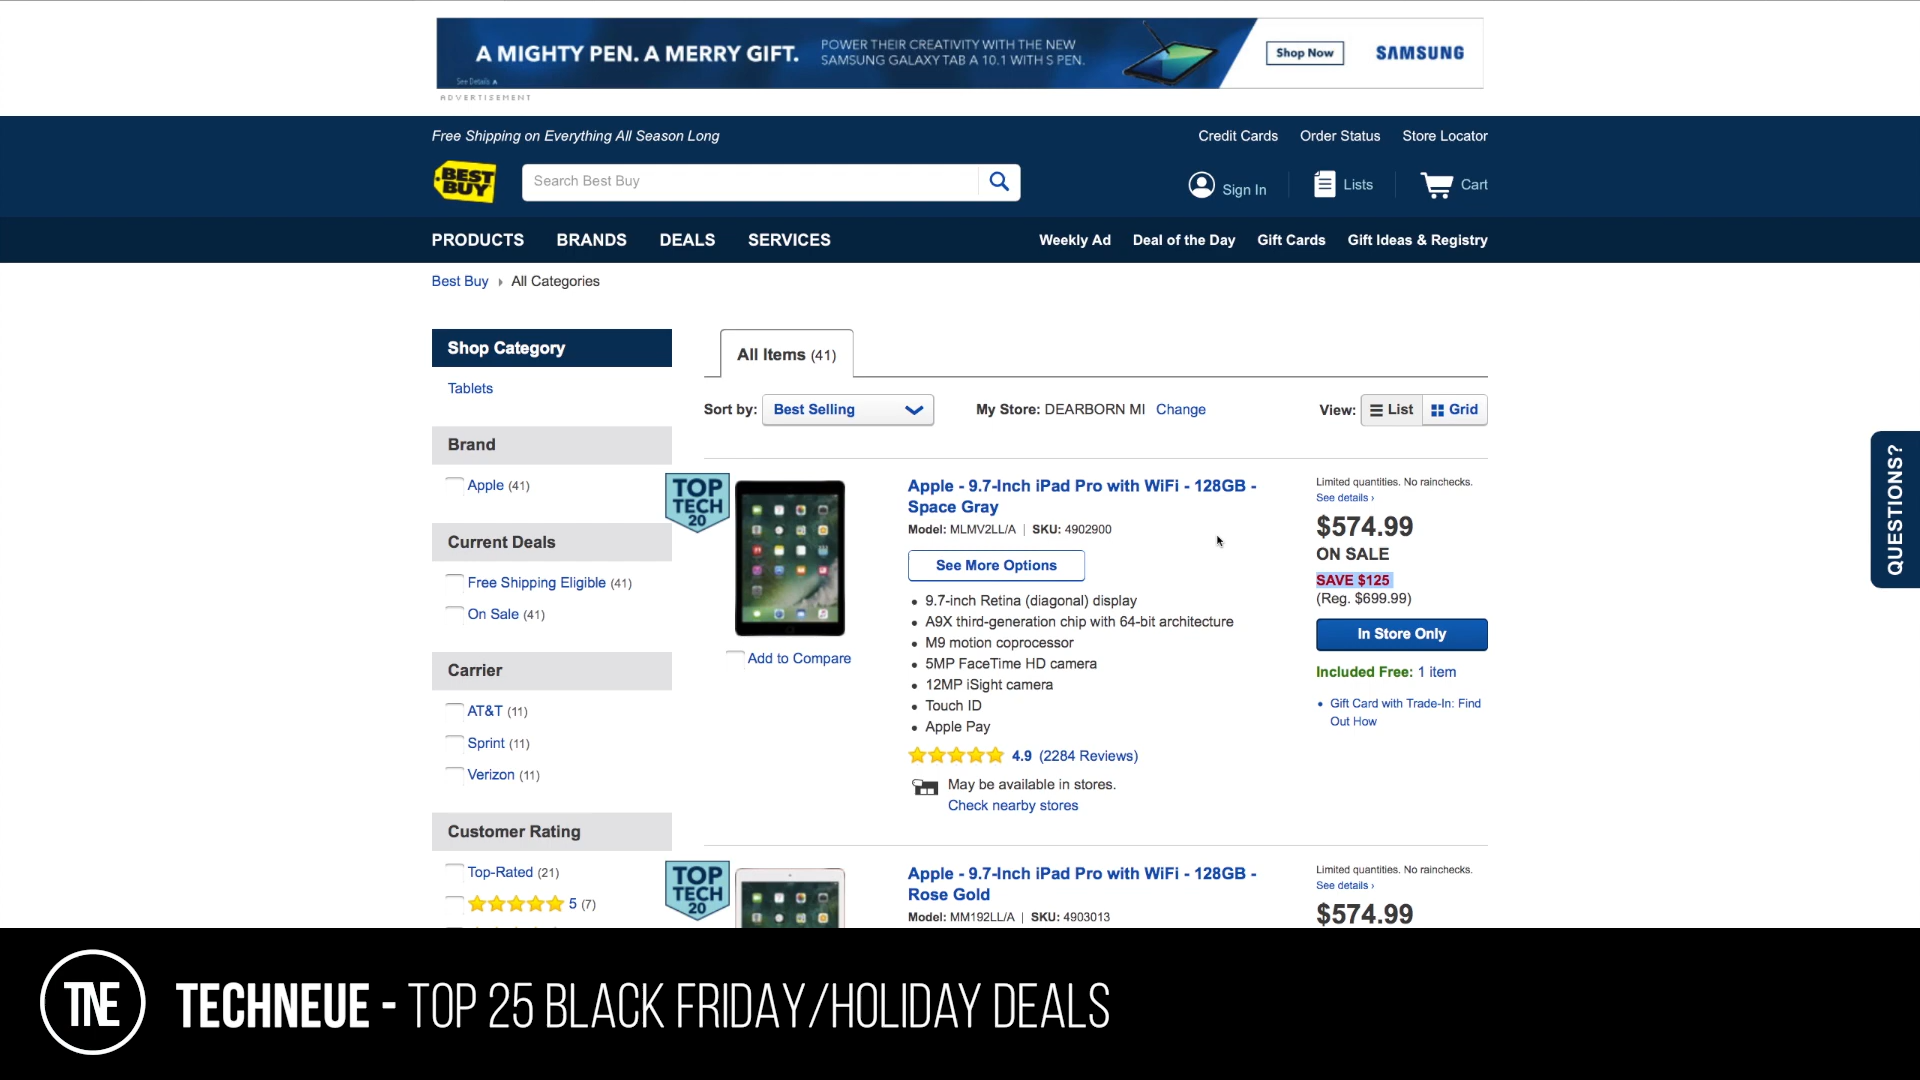 A MIGHTY PEN. A MERRY GIFT.
POWER THEIR CREATIVITY WITH THE NEW
SAMSUNG GALAXY TAB A 10.1 WITH S PEN.
Shop Now
SAMSUNG
See Details
ADVERTISEMENT
Free Shipping on Everything All Season Long
Credit Cards Order Status Store Locator
BEST BUY
Search Best Buy
Sign In
Lists
Cart
PRODUCTS BRANDS DEALS SERVICES
Weekly Ad Deal of the Day Gift Cards Gift Ideas & Registry
Best Buy › All Categories
Shop Category
Tablets
Brand
Apple (41)
Current Deals
Free Shipping Eligible (41)
On Sale (41)
Carrier
AT&T (11)
Sprint (11)
Verizon (11)
Customer Rating
Top-Rated (21)
5 (7)
All Items (41)
Sort by: Best Selling
My Store: DEARBORN MI Change
View: List Grid
TOP TECH 20
Apple - 9.7-Inch iPad Pro with WiFi - 128GB -
Space Gray
Model: MLMV2LL/A | SKU: 4902900
See More Options
• 9.7-inch Retina (diagonal) display
• A9X third-generation chip with 64-bit architecture
• M9 motion coprocessor
• 5MP FaceTime HD camera
• 12MP iSight camera
• Touch ID
• Apple Pay
4.9 (2284 Reviews)
May be available in stores.
Check nearby stores
Add to Compare
Limited quantities. No rainchecks.
See details ›
$574.99
ON SALE
SAVE $125
(Reg. $699.99)
In Store Only
Included Free: 1 item
• Gift Card with Trade-In: Find
Out How
TOP TECH 20
Apple - 9.7-Inch iPad Pro with WiFi - 128GB -
Rose Gold
Model: MM192LL/A | SKU: 4903013
Limited quantities. No rainchecks.
See details ›
$574.99
QUESTIONS?
TNE
TECHNEUE - TOP 25 BLACK FRIDAY/HOLIDAY DEALS